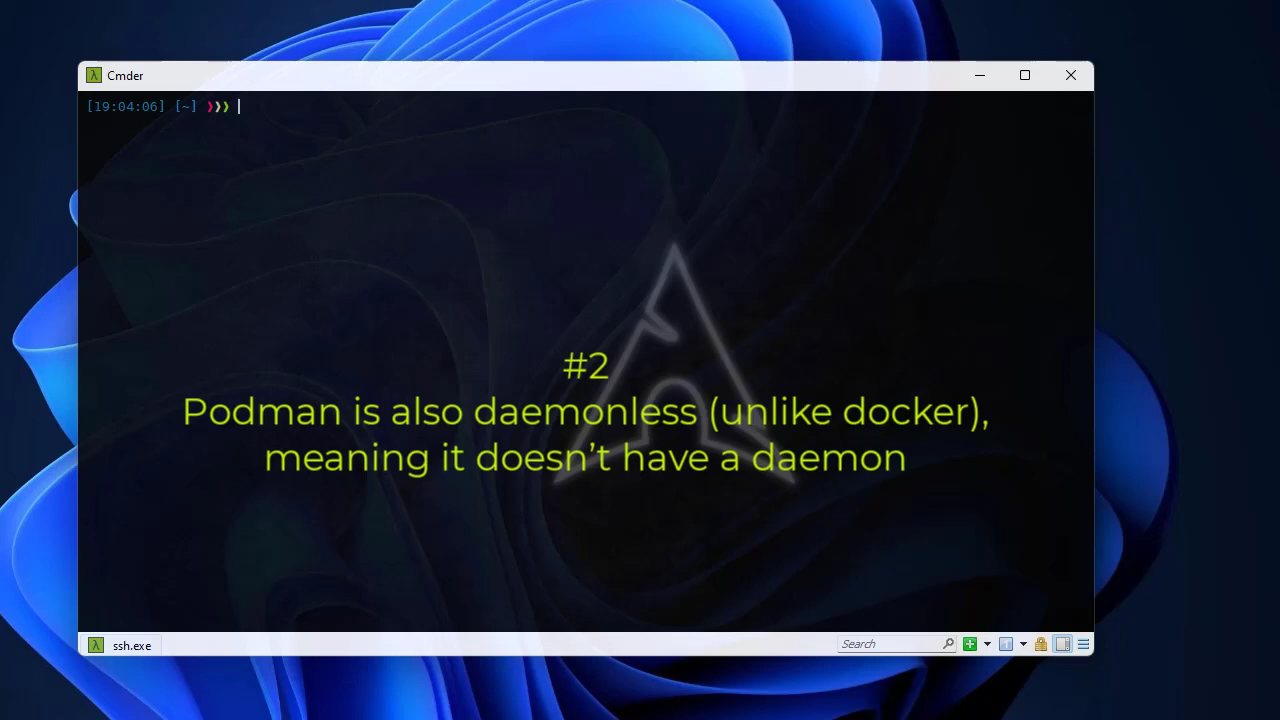 Cmder
[19:04:06] [~] ❯❯❯
#2
Podman is also daemonless (unlike docker),
meaning it doesn’t have a daemon
ssh.exe
Search